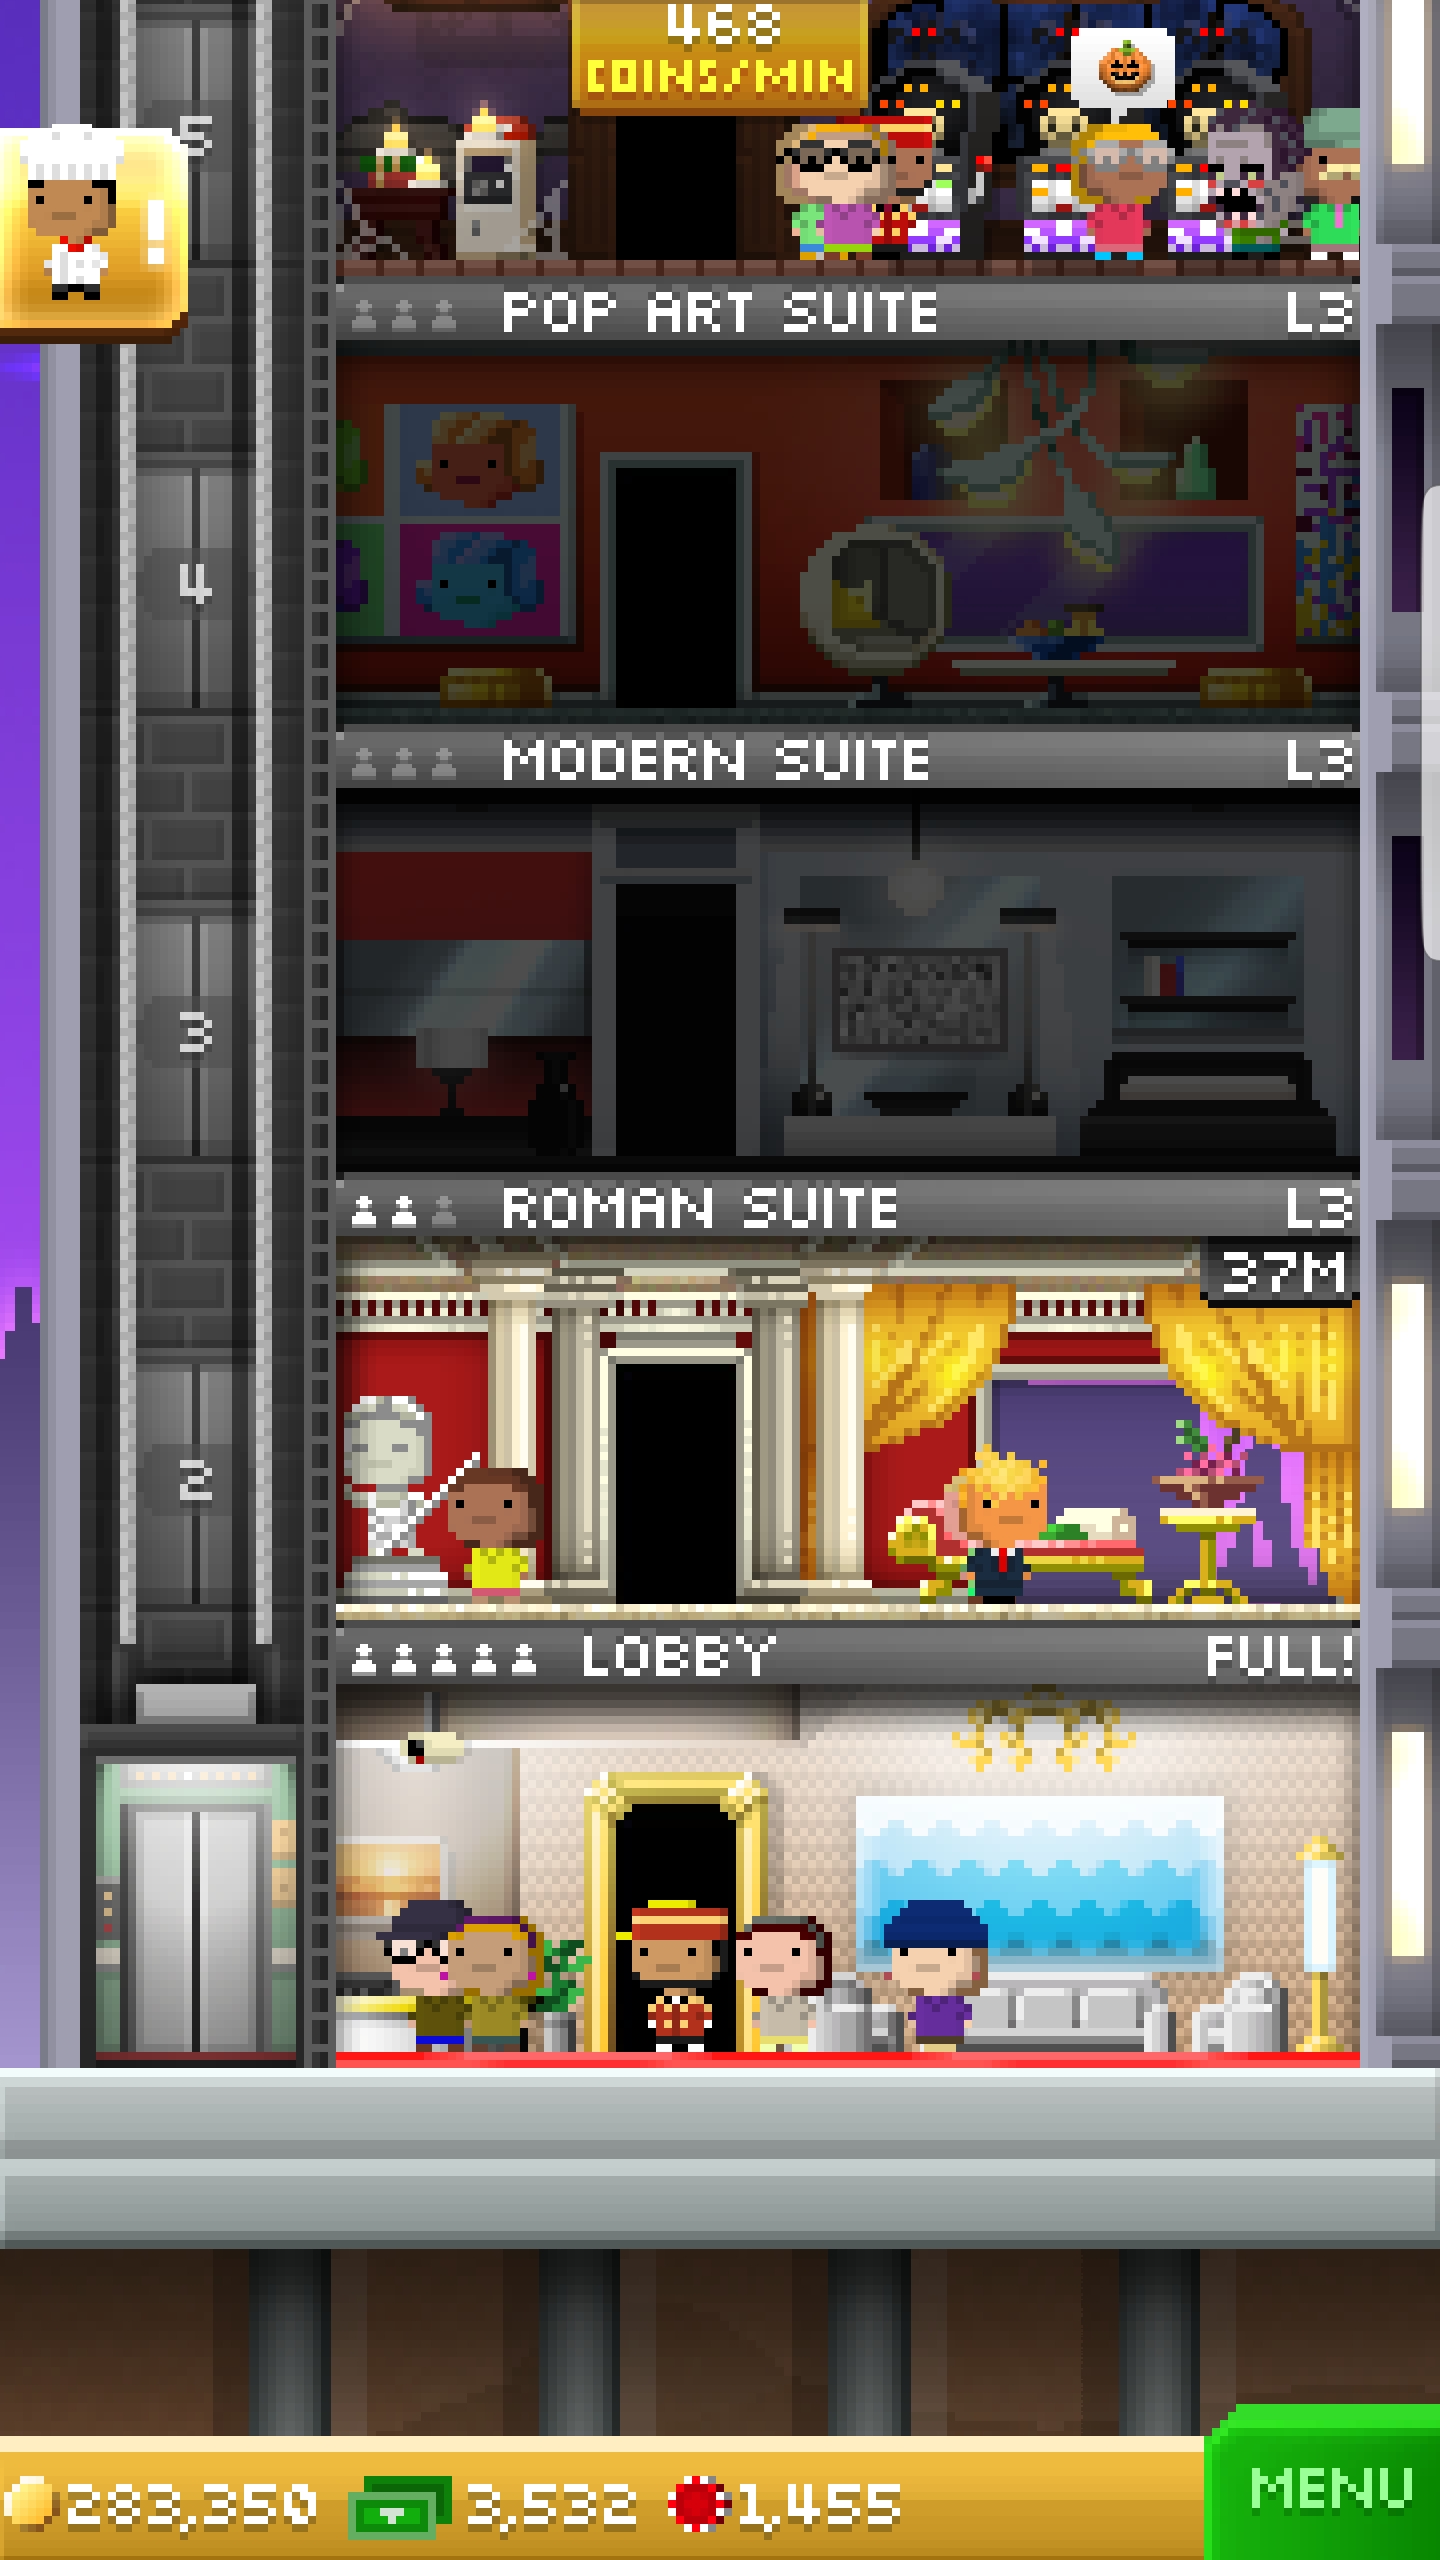 468
COINS/MIN
5
!
POP ART SUITE L3
4
MODERN SUITE L3
3
ROMAN SUITE L3
37M
2
LOBBY FULL!
283,350 3,532 1,455
MENU